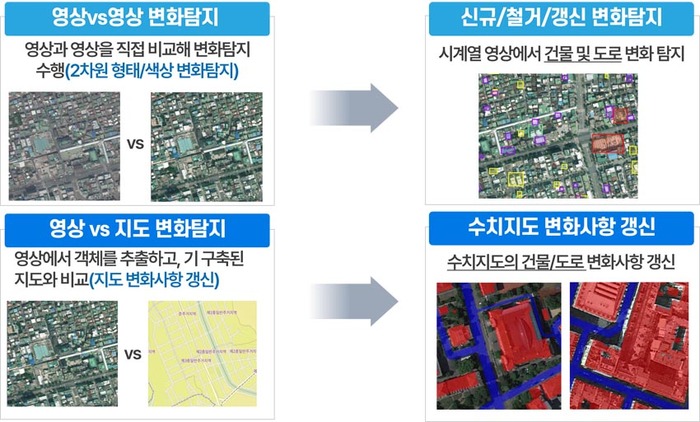 영상vs영상 변화탐지
영상과 영상을 직접 비교해 변화탐지
수행(2차원 형태/색상 변화탐지)
VS
신규/철거/갱신 변화탐지
시계열 영상에서 건물 및 도로 변화 탐지
영상 vs 지도 변화탐지
영상에서 객체를 추출하고, 기 구축된
지도와 비교(지도 변화사항 갱신)
VS
수치지도 변화사항 갱신
수치지도의 건물/도로 변화사항 갱신